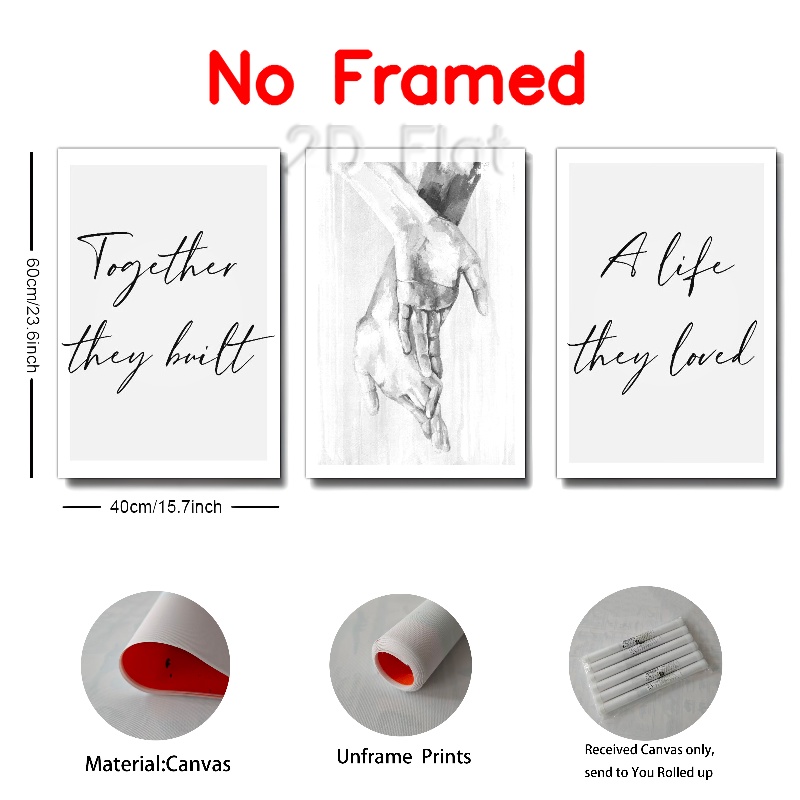 No Framed
2D Flat
60cm/23.6inch
Together
they built
A life
they loved
40cm/15.7inch
Material:Canvas
Unframe Prints
Received Canvas only,
send to You Rolled up